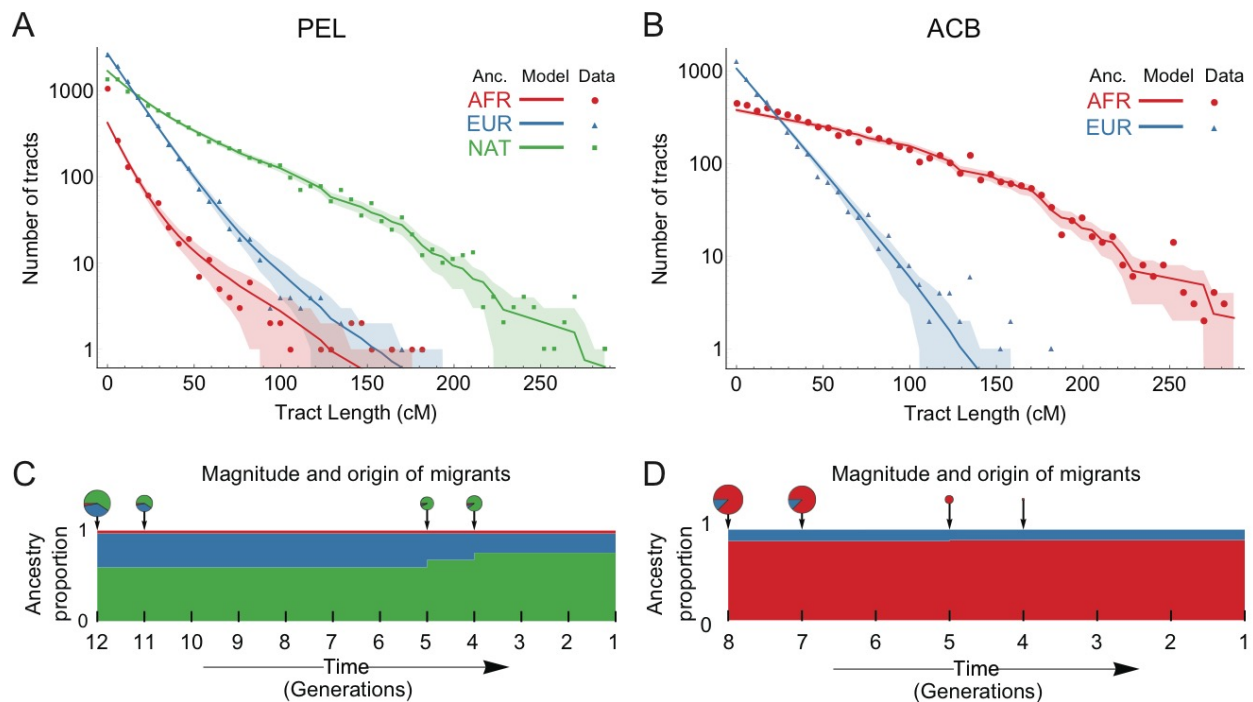 A
PEL
Number of tracts
1000
100
10
1
Anc. Model Data
AFR
EUR
NAT
0 50 100 150 200 250
Tract Length (cM)
B
ACB
Number of tracts
1000
100
10
1
Anc. Model Data
AFR
EUR
0 50 100 150 200 250
Tract Length (cM)
C
Magnitude and origin of migrants
Ancestry
proportion
1
0
12 11 10 9 8 7 6 5 4 3 2 1
Time
(Generations)
D
Magnitude and origin of migrants
Ancestry
proportion
1
0
8 7 6 5 4 3 2 1
Time
(Generations)